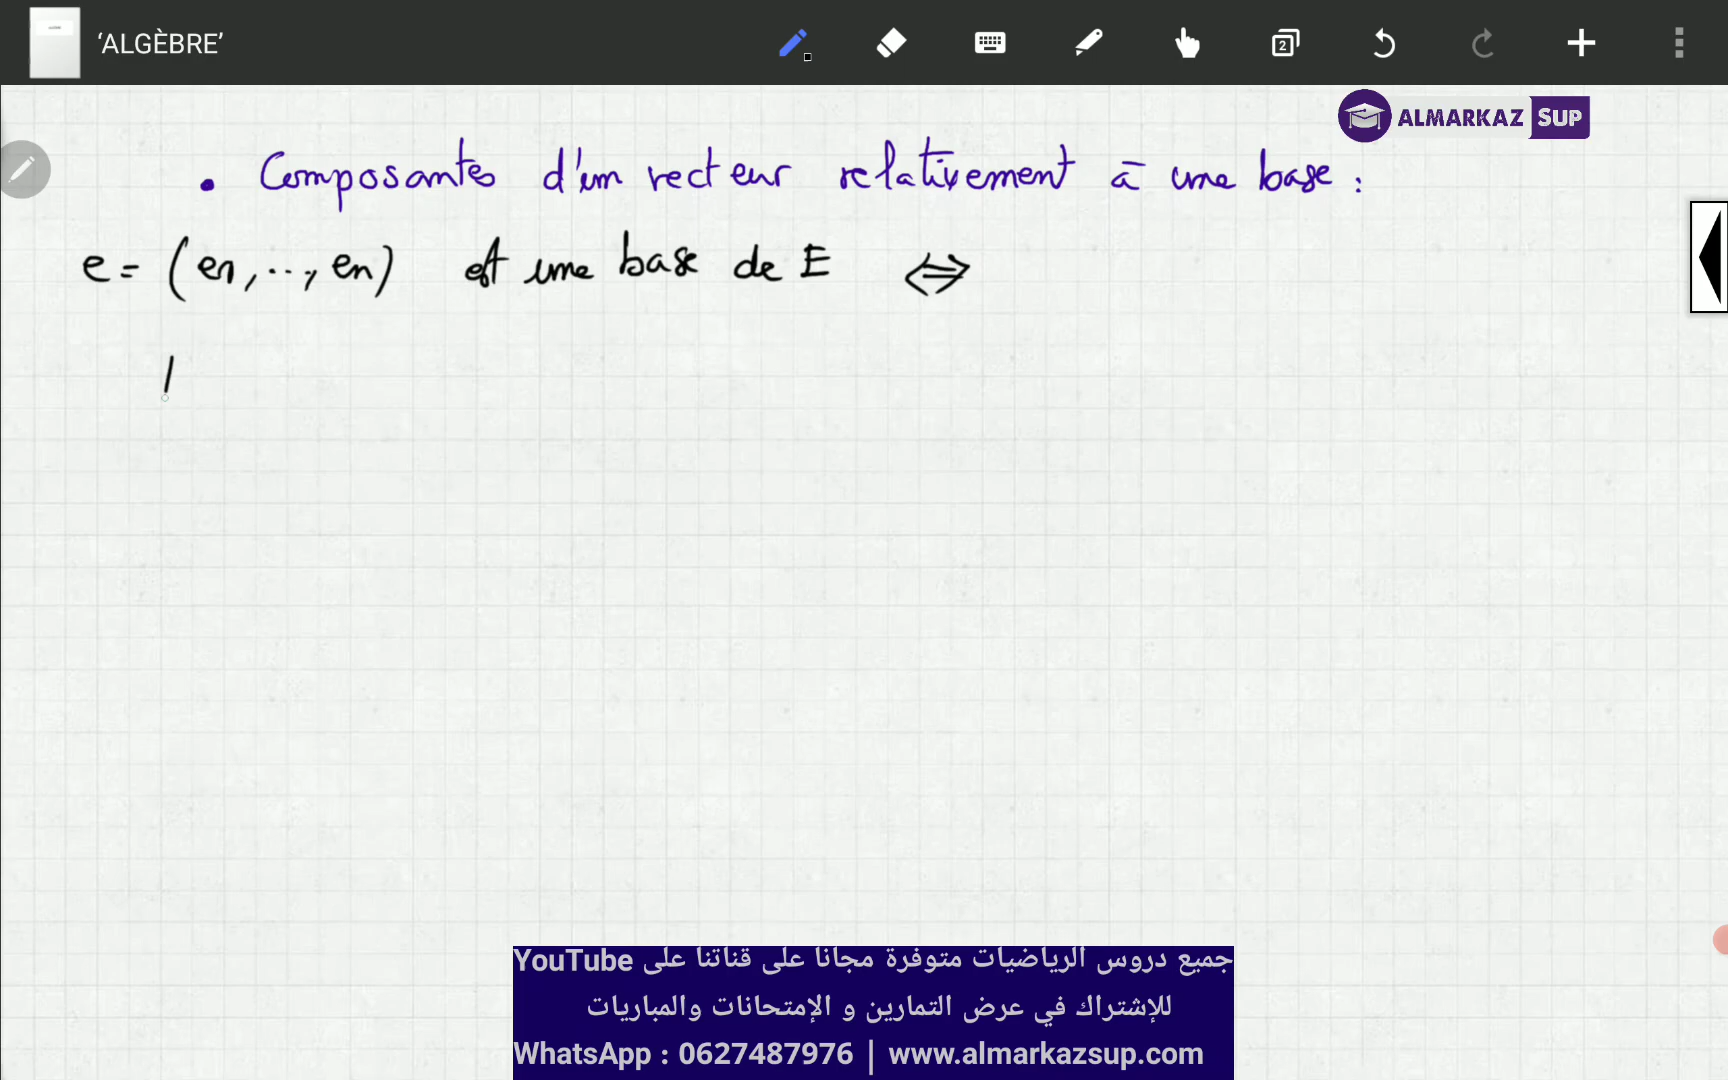 ‘ALGÈBRE’
2
ALMARKAZ SUP
• Composantes d'un vecteur relativement à une base :
e = (e1, ..., en) est une base de E ⇔
جميع دروس الرياضيات متوفرة مجانا على قناتنا على YouTube
للإشتراك في عرض التمارين و الإمتحانات والمباريات
WhatsApp : 0627487976 | www.almarkazsup.com